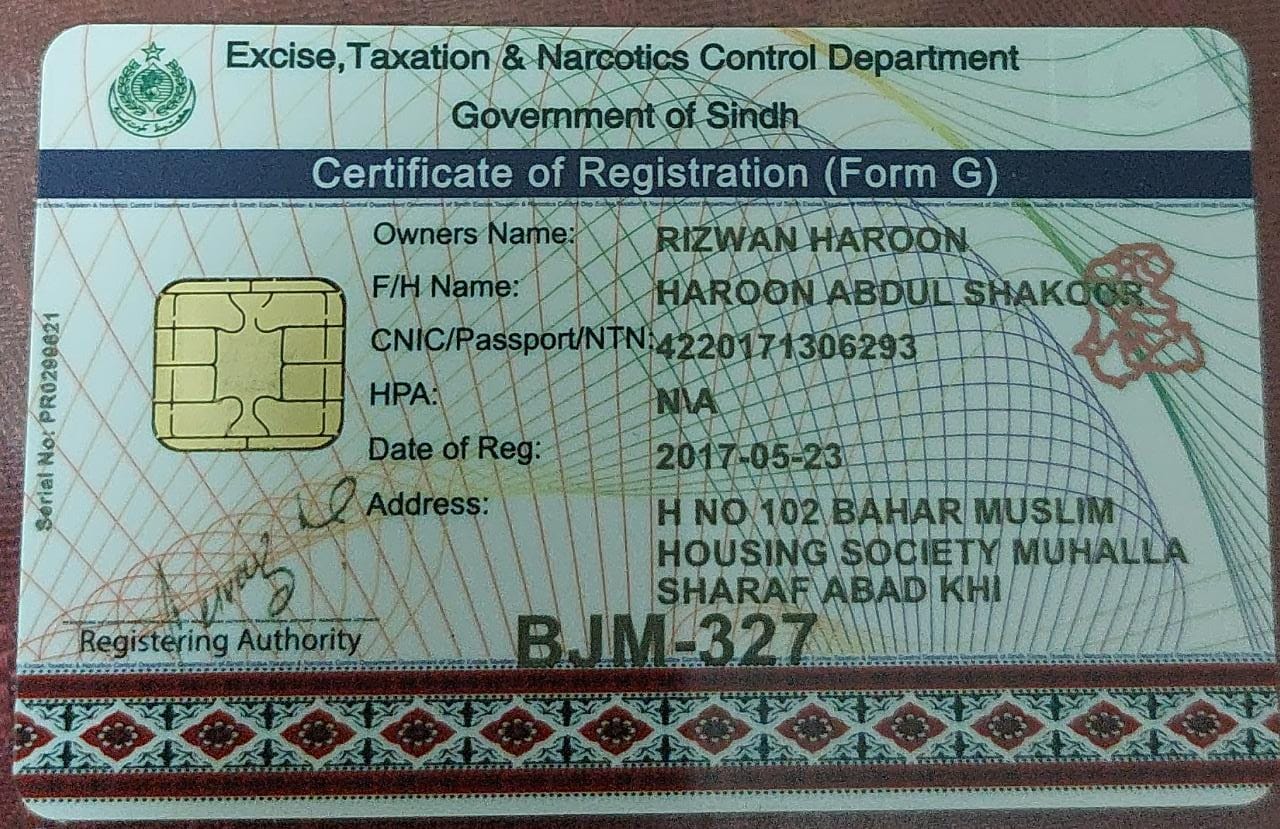 Excise,Taxation & Narcotics Control Department
Government of Sindh
Certificate of Registration (Form G)
Owners Name: RIZWAN HAROON
F/H Name: HAROON ABDUL SHAKOOR
CNIC/Passport/NTN: 4220171306293
HPA: N\A
Date of Reg: 2017-05-23
Address: H NO 102 BAHAR MUSLIM
HOUSING SOCIETY MUHALLA
SHARAF ABAD KHI
Serial No:
Registering Authority
BJM-327